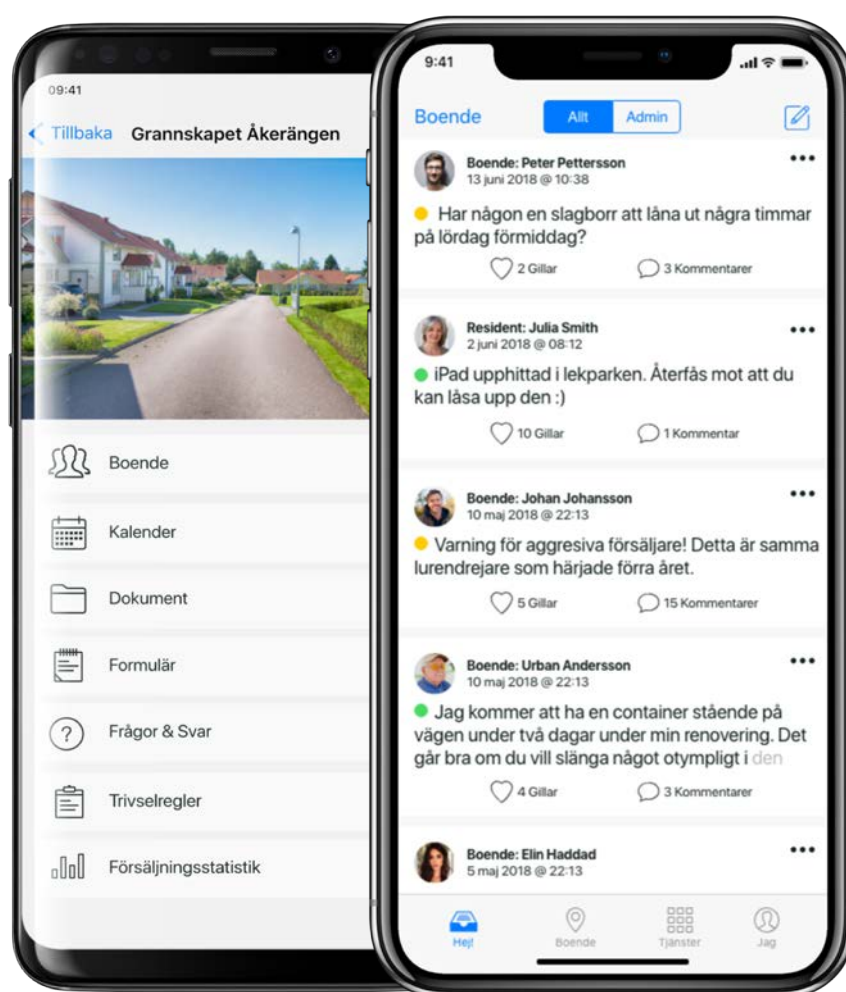 09:41
Tillbaka Grannskapet Åkerängen
Boende
Kalender
Dokument
Formulär
Frågor & Svar
Trivselregler
Försäljningsstatistik
9:41
Boende Allt Admin
Boende: Peter Pettersson
13 juni 2018 @ 10:38
Har någon en slagborr att låna ut några timmar
på lördag förmiddag?
2 Gillar 3 Kommentarer
Resident: Julia Smith
2 juni 2018 @ 08:12
iPad upphittad i lekparken. Återfås mot att du
kan låsa upp den :)
10 Gillar 1 Kommentar
Boende: Johan Johansson
10 maj 2018 @ 22:13
Varning för aggresiva försäljare! Detta är samma
lurendrejare som härjade förra året.
5 Gillar 15 Kommentarer
Boende: Urban Andersson
10 maj 2018 @ 22:13
Jag kommer att ha en container stående på
vägen under två dagar under min renovering. Det
går bra om du vill slänga något otympligt i den
4 Gillar 3 Kommentarer
Boende: Elin Haddad
5 maj 2018 @ 22:13
Hej! Boende Tjänster Jag